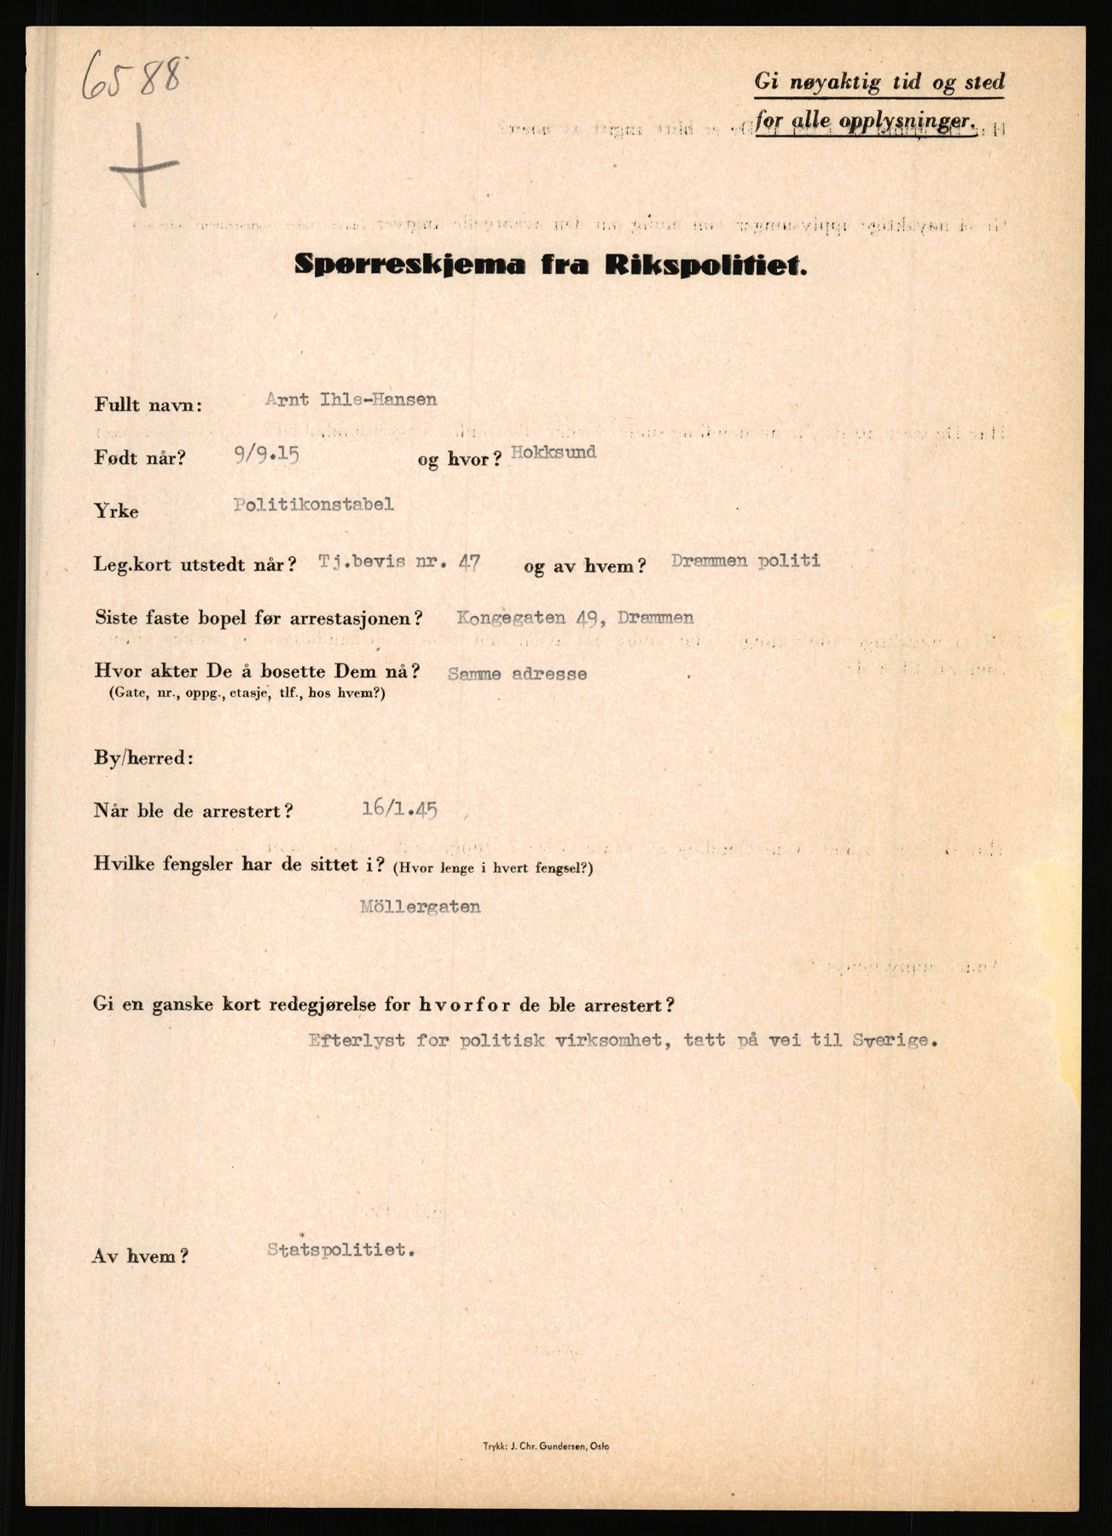 6588
Gi nøyaktig tid og sted
for alle opplysninger.
Spørreskjema fra Rikspolitiet.
Fullt navn: Arnt Ihle-Hansen
Født når? 9/9.15 og hvor? Hokksund
Yrke Politikonstabel
Leg.kort utstedt når? Tj.bevis nr. 47 og av hvem? Drammen politi
Siste faste bopel før arrestasjonen? Kongegaten 49, Drammen
Hvor akter De å bosette Dem nå? Samme adresse
(Gate, nr., oppg., etasje, tlf., hos hvem?)
By/herred:
Når ble de arrestert? 16/1.45
Hvilke fengsler har de sittet i? (Hvor lenge i hvert fengsel?)
Möllergaten
Gi en ganske kort redegjørelse for hvorfor de ble arrestert?
Efterlyst for politisk virksomhet, tatt på vei til Sverige.
Av hvem? Statspolitiet.
Trykk: J. Chr. Gundersen, Oslo